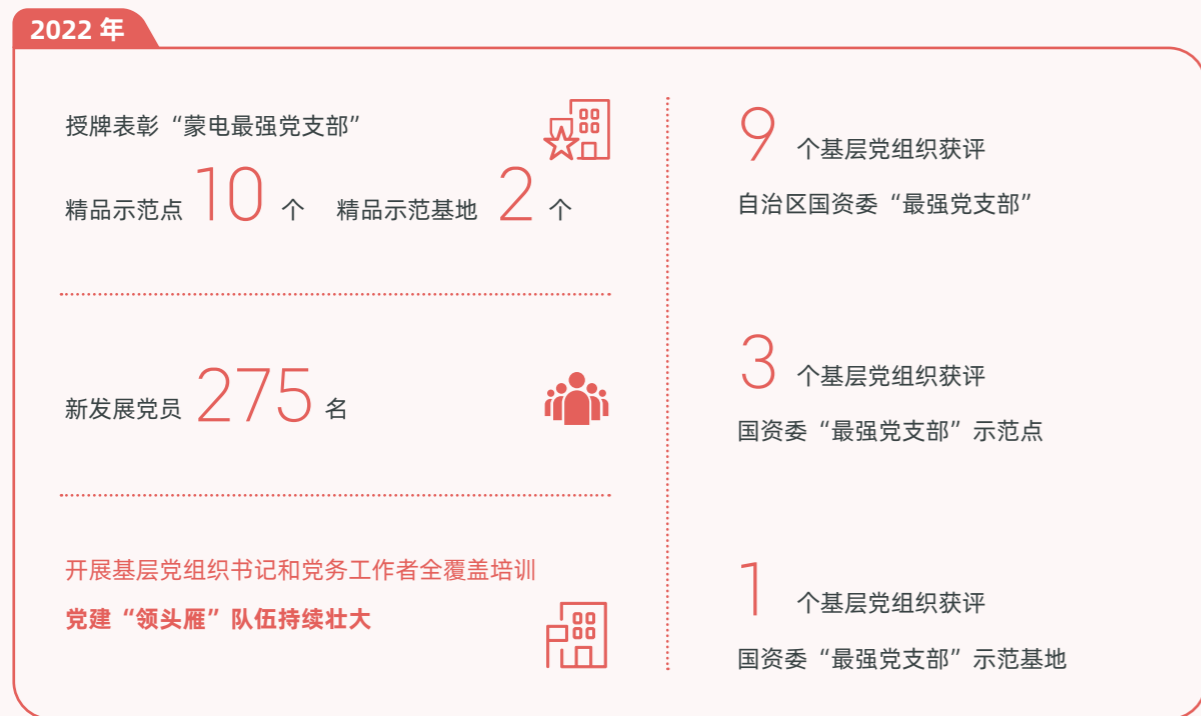 2022 年
授牌表彰“蒙电最强党支部”
精品示范点 10 个 精品示范基地 2 个
新发展党员 275 名
开展基层党组织书记和党务工作者全覆盖培训
党建“领头雁”队伍持续壮大
9 个基层党组织获评
自治区国资委“最强党支部”
3 个基层党组织获评
国资委“最强党支部”示范点
1 个基层党组织获评
国资委“最强党支部”示范基地